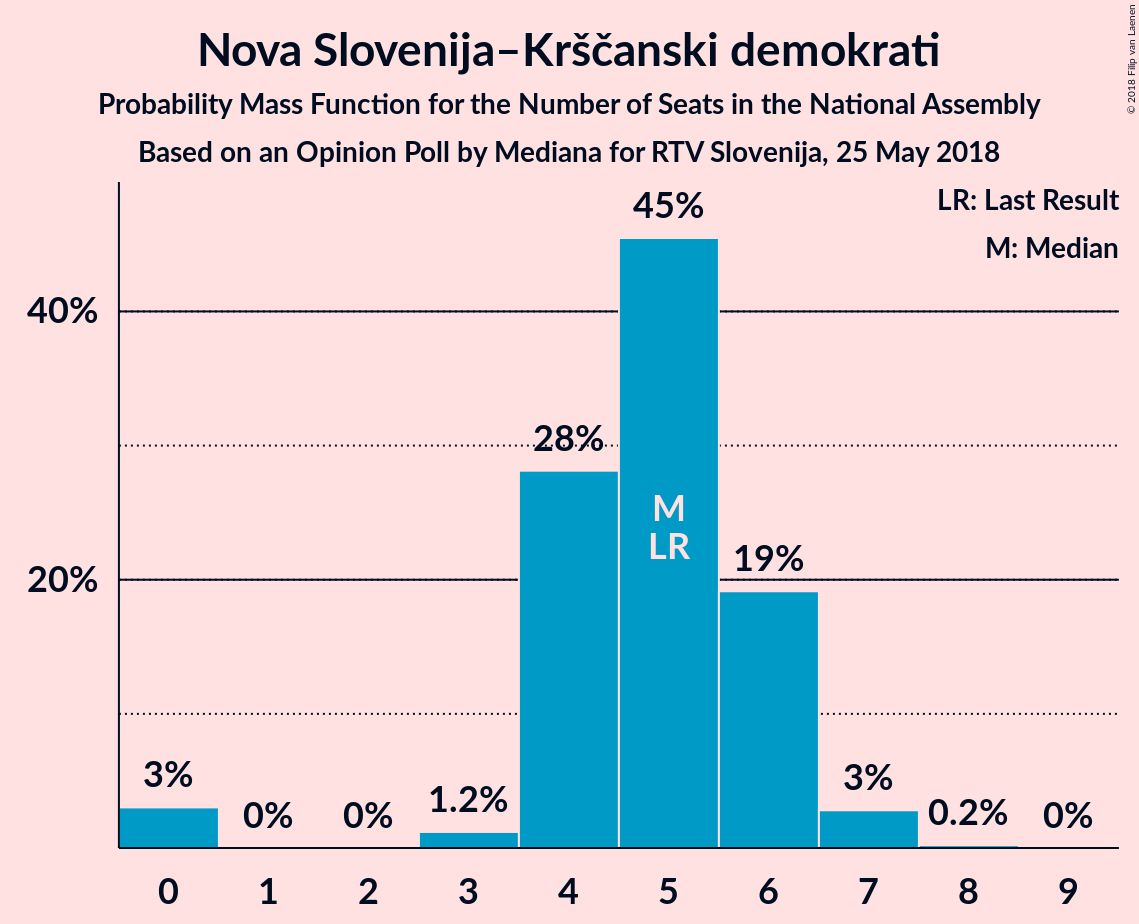 Nova Slovenija–Krščanski demokrati
Probability Mass Function for the Number of Seats in the National Assembly
Based on an Opinion Poll by Mediana for RTV Slovenija, 25 May 2018
© 2018 Filip van Laenen
LR: Last Result
M: Median
45%
40%
28%
M
LR
20%
19%
3%
0%
0%
1.2%
3%
0.2%
0%
0 1 2 3 4 5 6 7 8 9